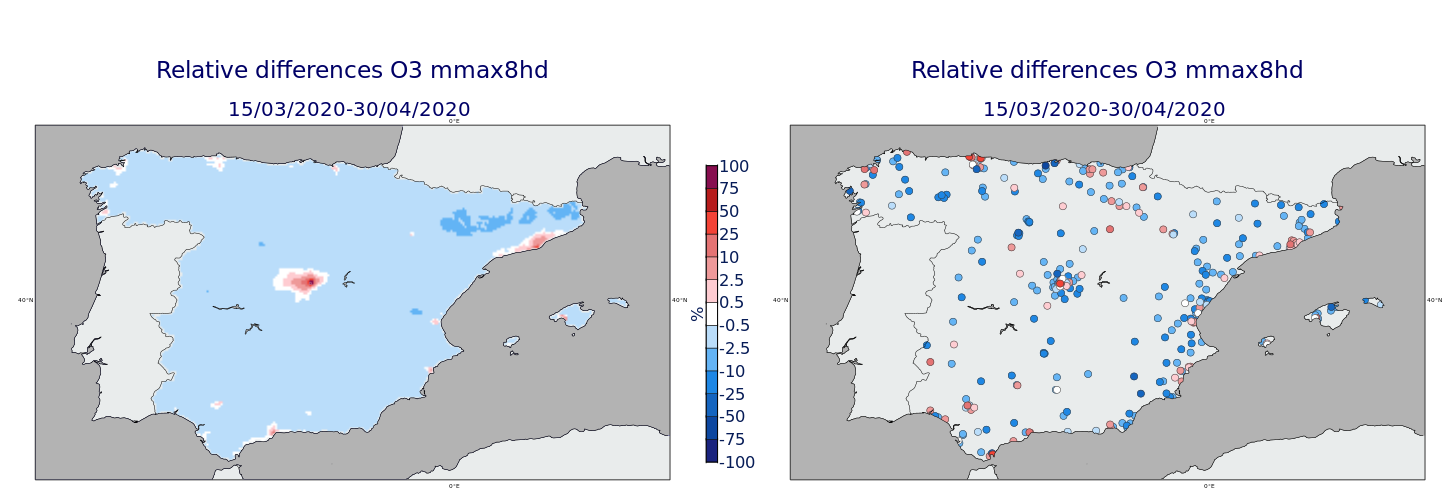 Relative differences O3 mmax8hd
15/03/2020-30/04/2020
0°E
40°N
40°N
0°E
%
100
75
50
25
10
2.5
0.5
-0.5
-2.5
-10
-25
-50
-75
-100
Relative differences O3 mmax8hd
15/03/2020-30/04/2020
0°E
40°N
40°N
0°E